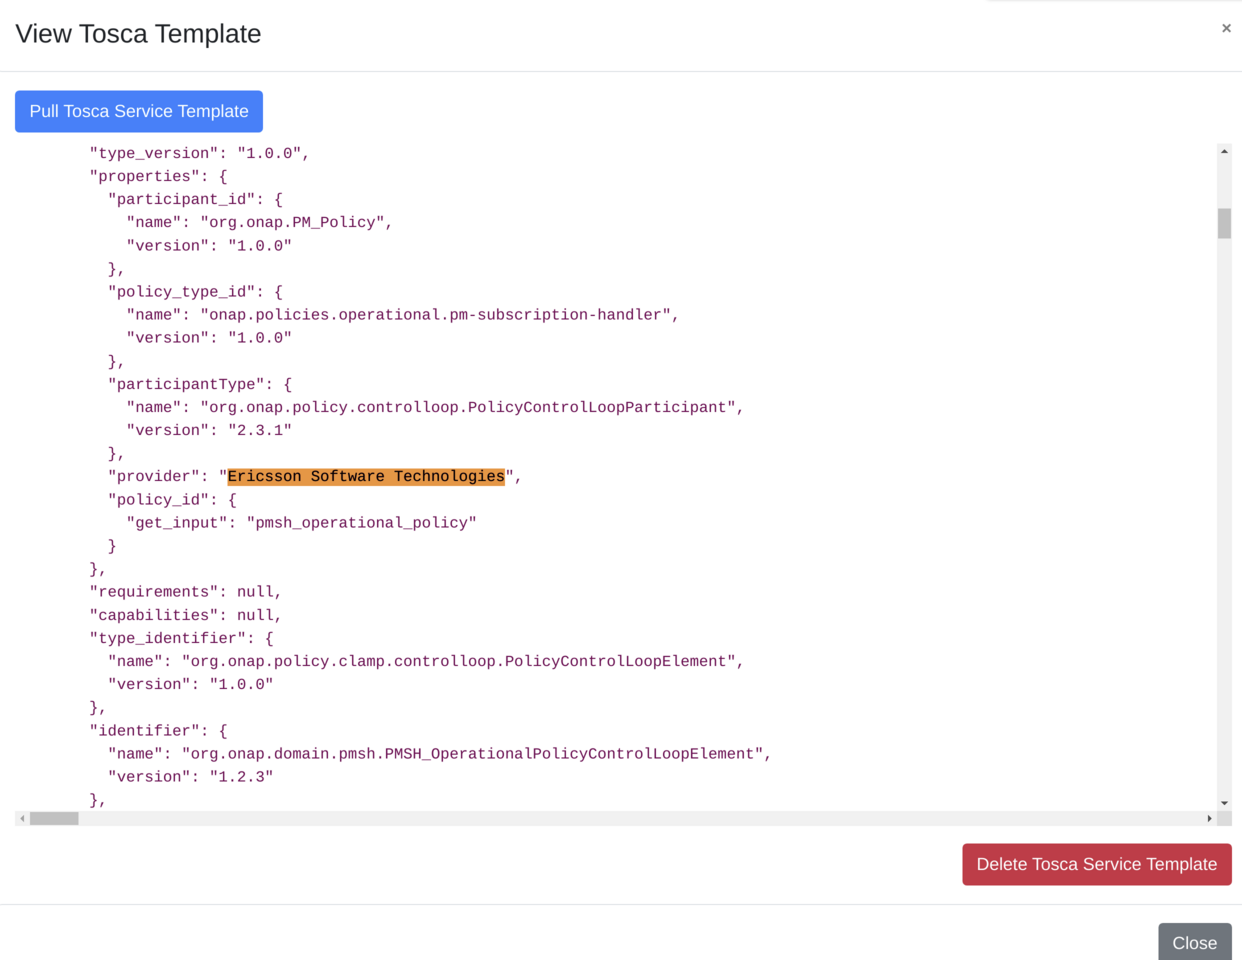 View Tosca Template
×
Pull Tosca Service Template
"type_version": "1.0.0",
"properties": {
"participant_id": {
"name": "org.onap.PM_Policy",
"version": "1.0.0"
},
"policy_type_id": {
"name": "onap.policies.operational.pm-subscription-handler",
"version": "1.0.0"
},
"participantType": {
"name": "org.onap.policy.controlloop.PolicyControlLoopParticipant",
"version": "2.3.1"
},
"provider": "Ericsson Software Technologies",
"policy_id": {
"get_input": "pmsh_operational_policy"
}
},
"requirements": null,
"capabilities": null,
"type_identifier": {
"name": "org.onap.policy.clamp.controlloop.PolicyControlLoopElement",
"version": "1.0.0"
},
"identifier": {
"name": "org.onap.domain.pmsh.PMSH_OperationalPolicyControlLoopElement",
"version": "1.2.3"
},
Delete Tosca Service Template
Close